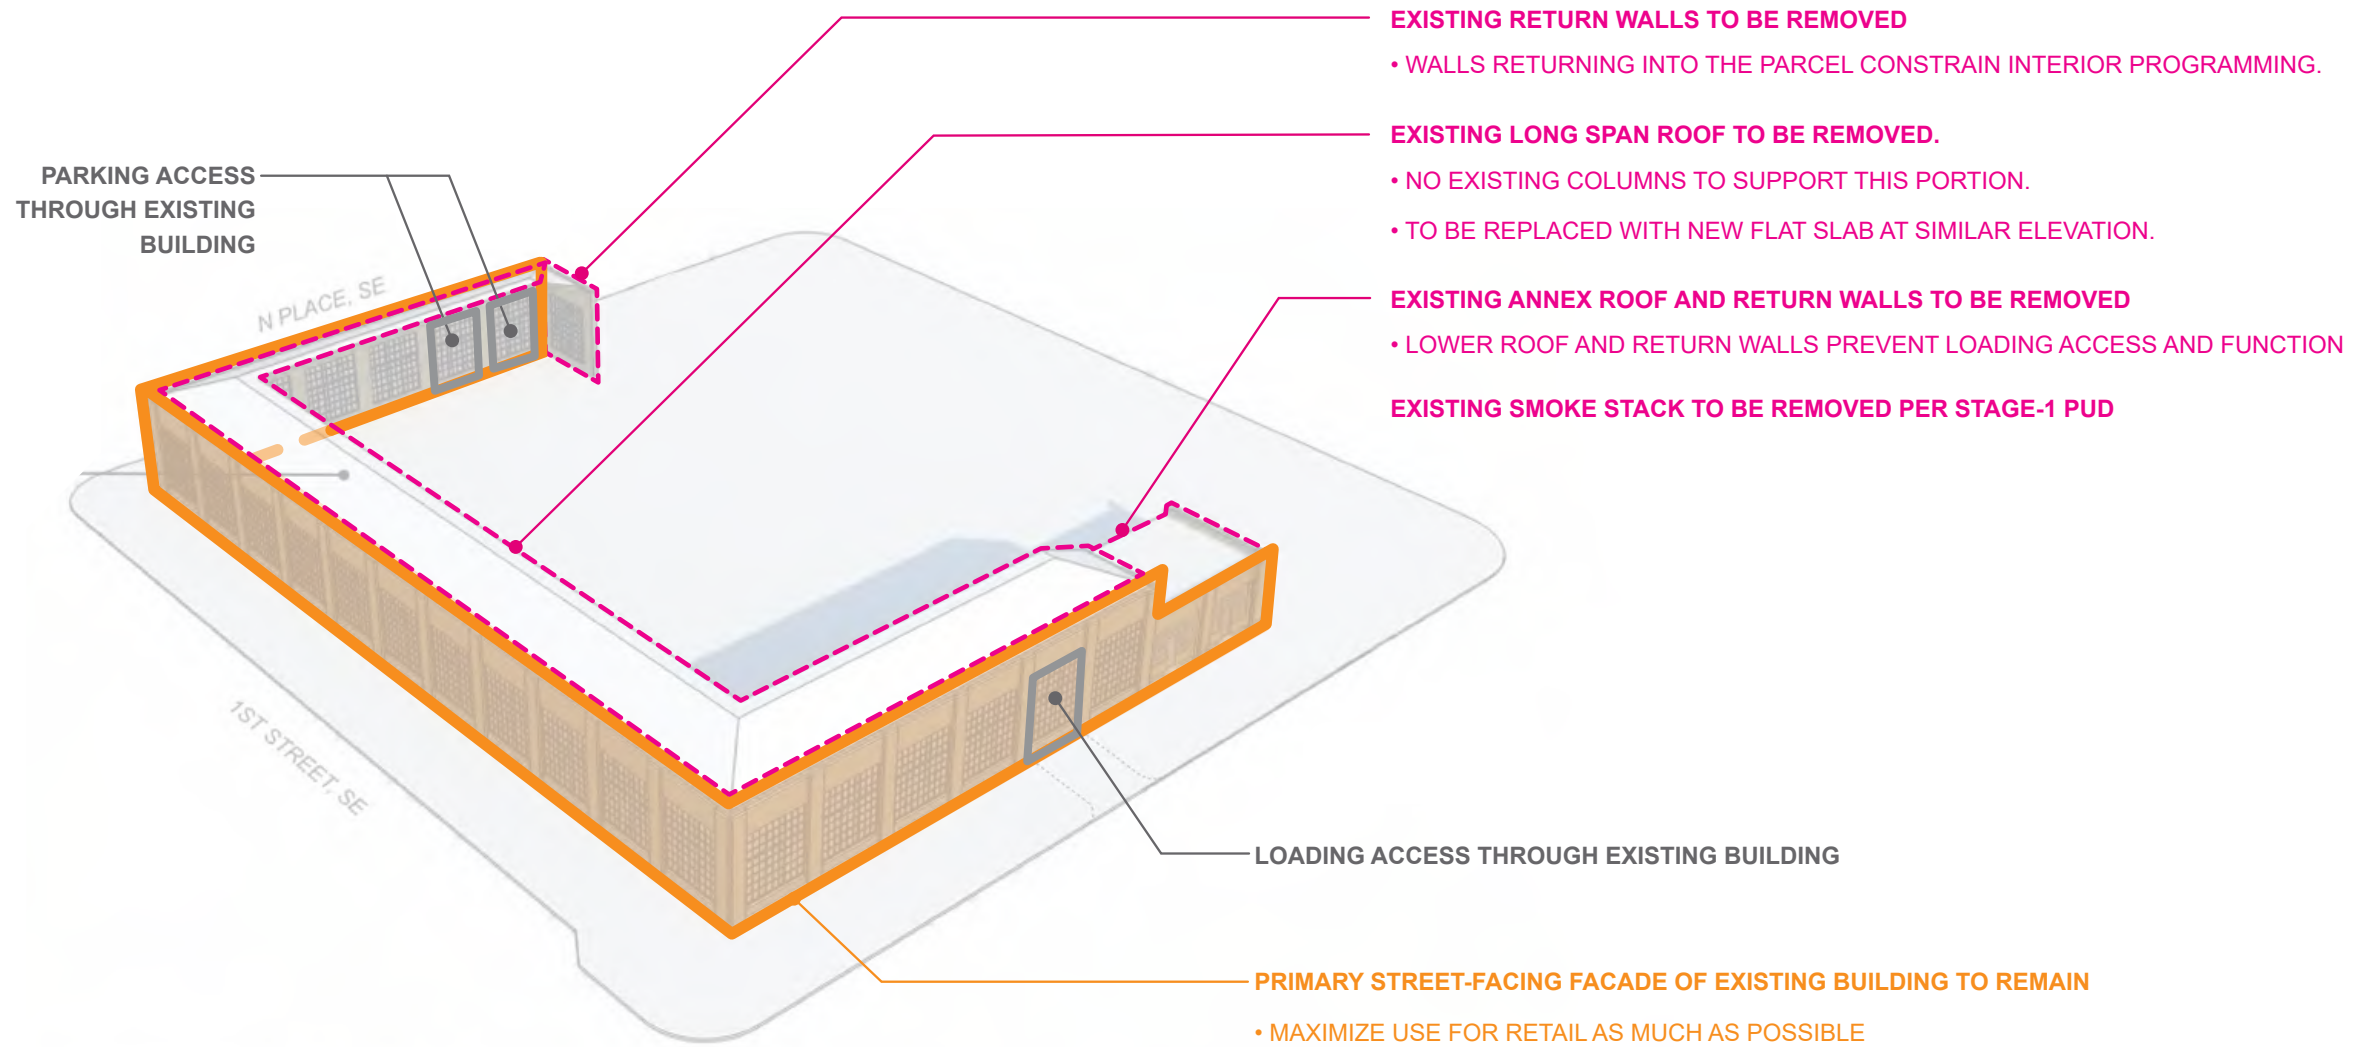 EXISTING RETURN WALLS TO BE REMOVED
• WALLS RETURNING INTO THE PARCEL CONSTRAIN INTERIOR PROGRAMMING.
EXISTING LONG SPAN ROOF TO BE REMOVED.
• NO EXISTING COLUMNS TO SUPPORT THIS PORTION.
• TO BE REPLACED WITH NEW FLAT SLAB AT SIMILAR ELEVATION.
PARKING ACCESS
THROUGH EXISTING
BUILDING
N PLACE, SE
EXISTING ANNEX ROOF AND RETURN WALLS TO BE REMOVED
• LOWER ROOF AND RETURN WALLS PREVENT LOADING ACCESS AND FUNCTION
EXISTING SMOKE STACK TO BE REMOVED PER STAGE-1 PUD
1ST STREET, SE
LOADING ACCESS THROUGH EXISTING BUILDING
PRIMARY STREET-FACING FACADE OF EXISTING BUILDING TO REMAIN
• MAXIMIZE USE FOR RETAIL AS MUCH AS POSSIBLE